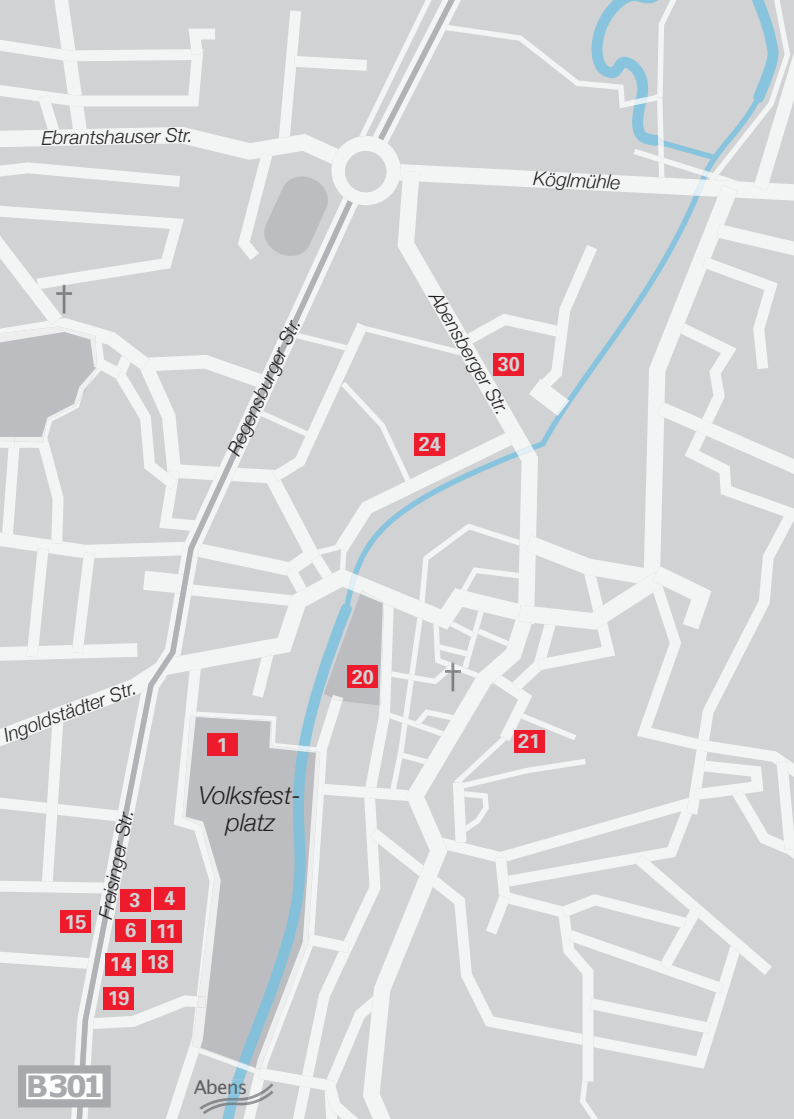 Ebrantshauser Str.
Köglmühle
Abensberger Str.
Regensburger Str.
30
24
20
Ingoldstädter Str.
1
21
Volksfest-
platz
Freisinger Str.
3
4
15
6
11
14
18
19
B301
Abens